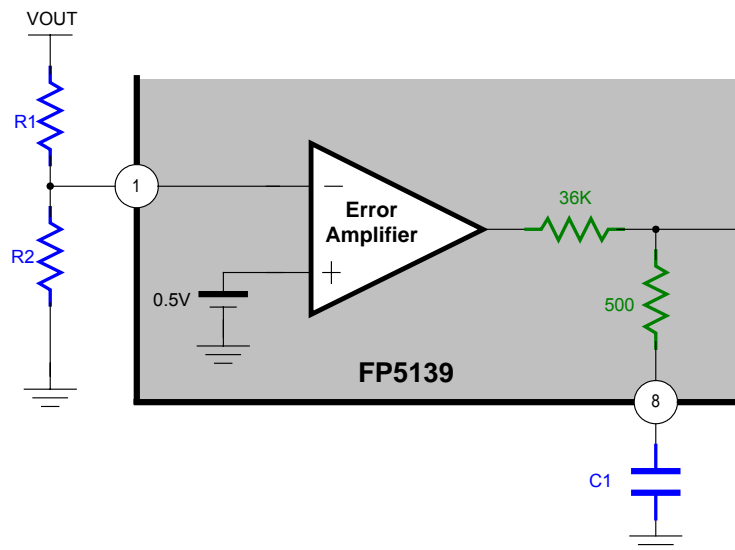 VOUT
R1
1
R2
−
Error
Amplifier
+
0.5V
36K
500
FP5139
8
C1